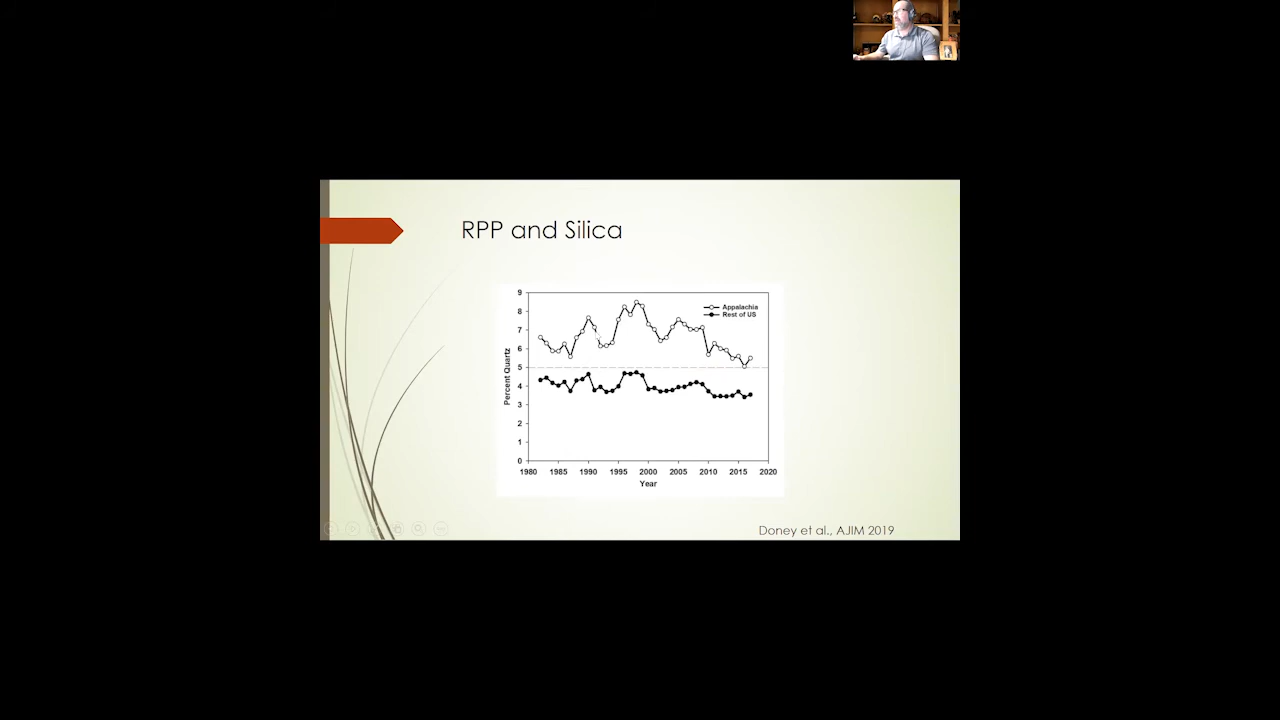 RPP and Silica
9
8
7
6
5
4
3
2
1
0
Percent Quartz
Appalachia
Rest of US
1980 1985 1990 1995 2000 2005 2010 2015 2020
Year
Doney et al., AJIM 2019